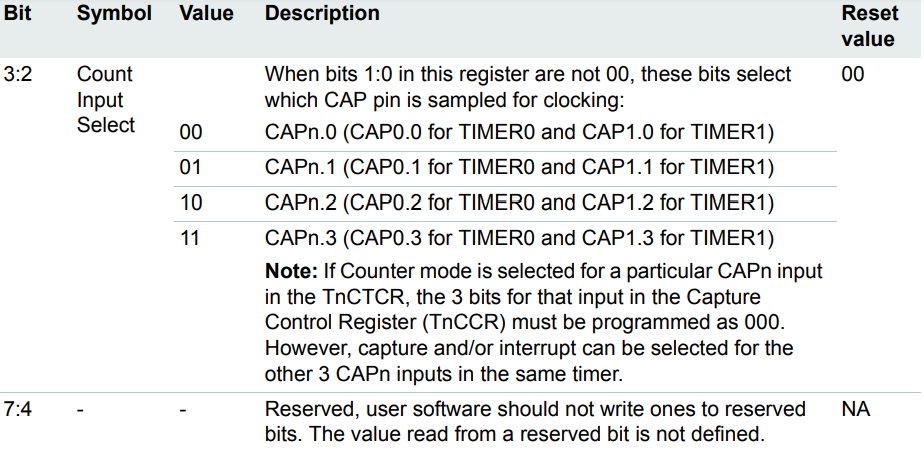 Bit Symbol Value Description Reset
value
3:2 Count When bits 1:0 in this register are not 00, these bits select 00
Input which CAP pin is sampled for clocking:
Select
00 CAPn.0 (CAP0.0 for TIMER0 and CAP1.0 for TIMER1)
01 CAPn.1 (CAP0.1 for TIMER0 and CAP1.1 for TIMER1)
10 CAPn.2 (CAP0.2 for TIMER0 and CAP1.2 for TIMER1)
11 CAPn.3 (CAP0.3 for TIMER0 and CAP1.3 for TIMER1)
Note: If Counter mode is selected for a particular CAPn input
in the TnCTCR, the 3 bits for that input in the Capture
Control Register (TnCCR) must be programmed as 000.
However, capture and/or interrupt can be selected for the
other 3 CAPn inputs in the same timer.
7:4 - - Reserved, user software should not write ones to reserved NA
bits. The value read from a reserved bit is not defined.